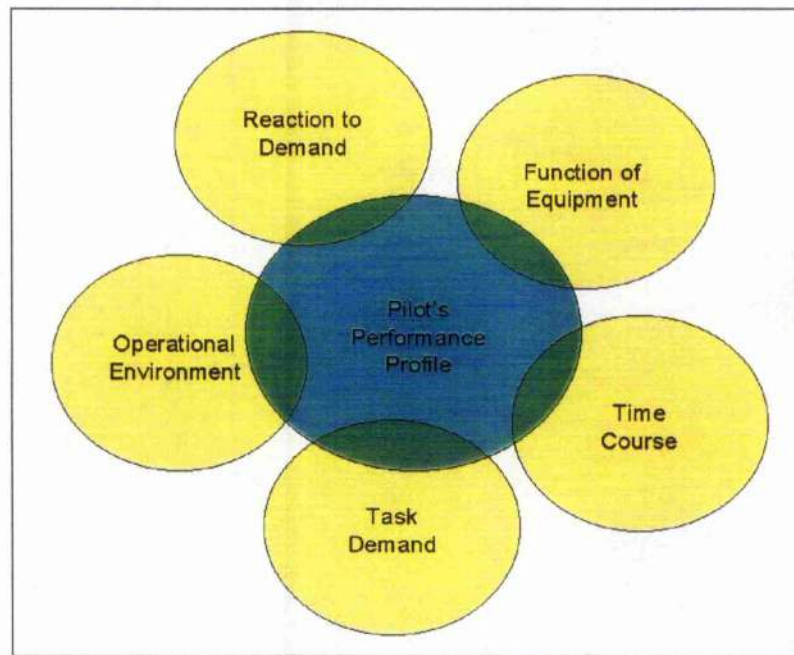 Reaction to
Demand
Function of
Equipment
Pilot's
Performance
Profile
Operational
Environment
Time
Course
Task
Demand